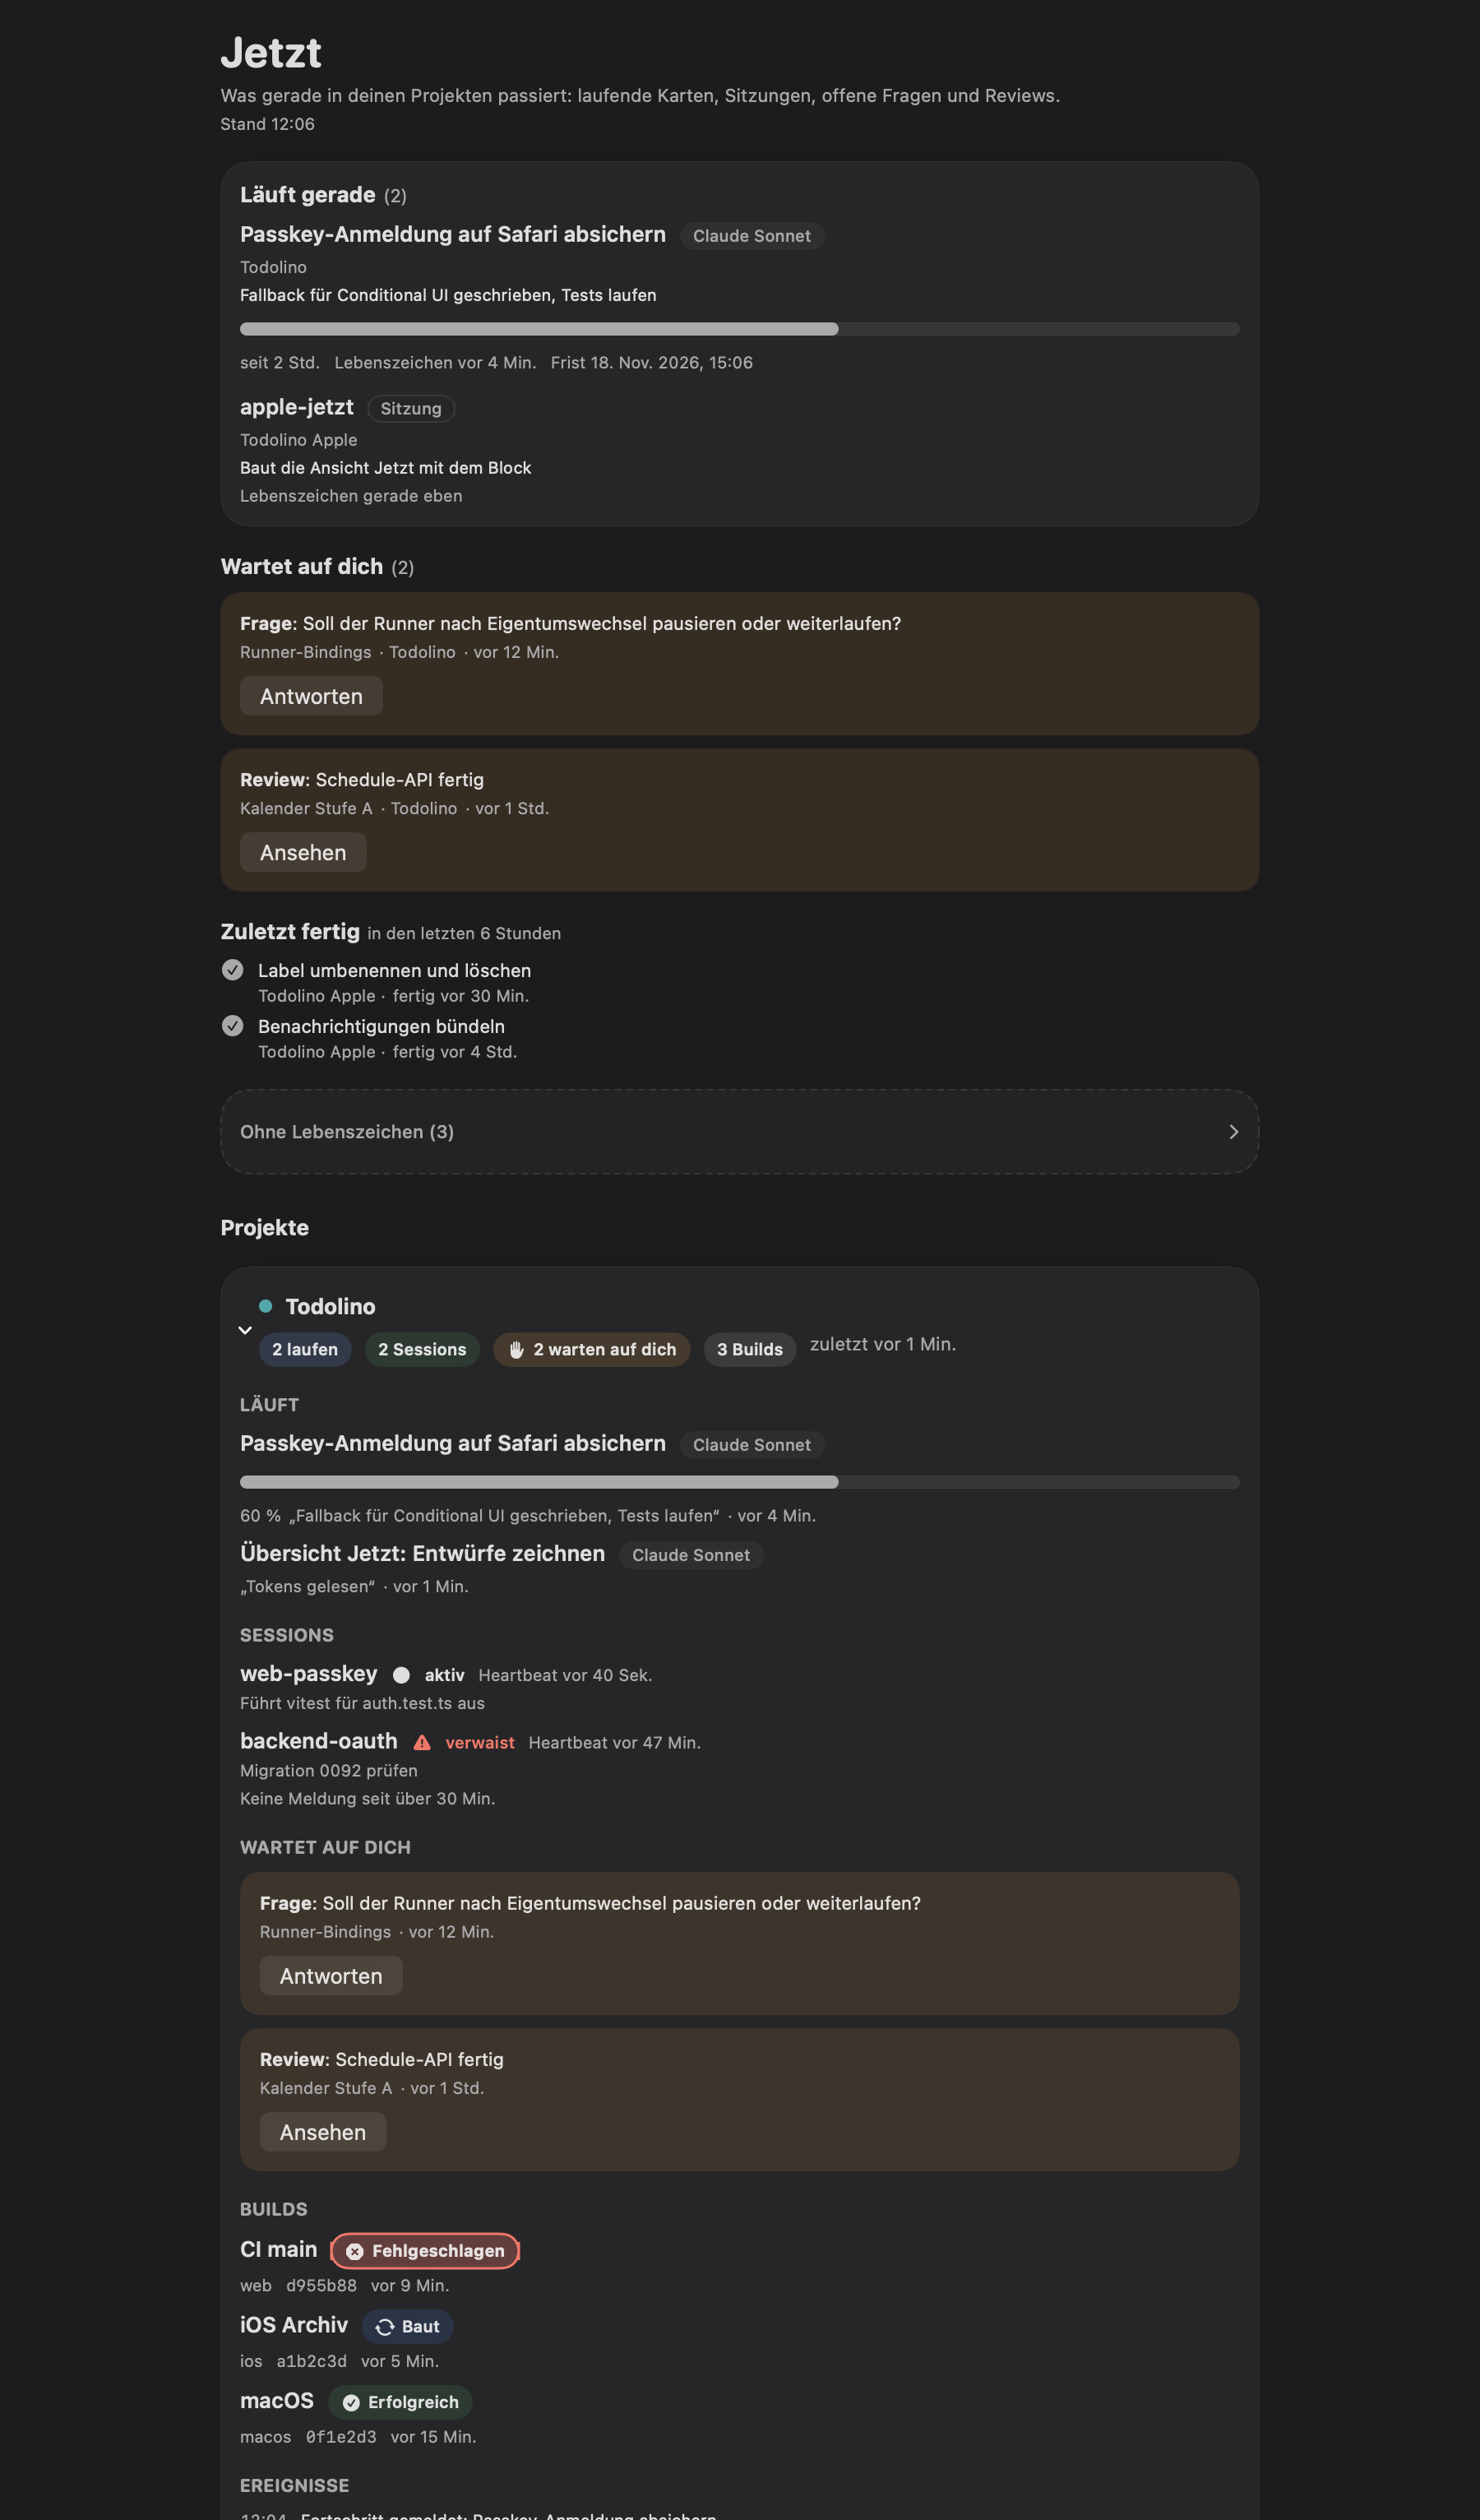 Jetzt
Was gerade in deinen Projekten passiert: laufende Karten, Sitzungen, offene Fragen und Reviews.
Stand 12:06
Läuft gerade (2)
Passkey-Anmeldung auf Safari absichern Claude Sonnet
Todolino
Fallback für Conditional UI geschrieben, Tests laufen
seit 2 Std. Lebenszeichen vor 4 Min. Frist 18. Nov. 2026, 15:06
apple-jetzt Sitzung
Todolino Apple
Baut die Ansicht Jetzt mit dem Block
Lebenszeichen gerade eben
Wartet auf dich (2)
Frage: Soll der Runner nach Eigentumswechsel pausieren oder weiterlaufen?
Runner-Bindings · Todolino · vor 12 Min.
Antworten
Review: Schedule-API fertig
Kalender Stufe A · Todolino · vor 1 Std.
Ansehen
Zuletzt fertig in den letzten 6 Stunden
Label umbenennen und löschen
Todolino Apple · fertig vor 30 Min.
Benachrichtigungen bündeln
Todolino Apple · fertig vor 4 Std.
Ohne Lebenszeichen (3)
Projekte
Todolino
2 laufen 2 Sessions 2 warten auf dich 3 Builds zuletzt vor 1 Min.
LÄUFT
Passkey-Anmeldung auf Safari absichern Claude Sonnet
60 % „Fallback für Conditional UI geschrieben, Tests laufen“ · vor 4 Min.
Übersicht Jetzt: Entwürfe zeichnen Claude Sonnet
„Tokens gelesen“ · vor 1 Min.
SESSIONS
web-passkey aktiv Heartbeat vor 40 Sek.
Führt vitest für auth.test.ts aus
backend-oauth verwaist Heartbeat vor 47 Min.
Migration 0092 prüfen
Keine Meldung seit über 30 Min.
WARTET AUF DICH
Frage: Soll der Runner nach Eigentumswechsel pausieren oder weiterlaufen?
Runner-Bindings · vor 12 Min.
Antworten
Review: Schedule-API fertig
Kalender Stufe A · vor 1 Std.
Ansehen
BUILDS
CI main Fehlgeschlagen
web d955b88 vor 9 Min.
iOS Archiv Baut
ios a1b2c3d vor 5 Min.
macOS Erfolgreich
macos 0f1e2d3 vor 15 Min.
EREIGNISSE
12:04 Fortschritt gemeldet: Passkey-Anmeldung absichern